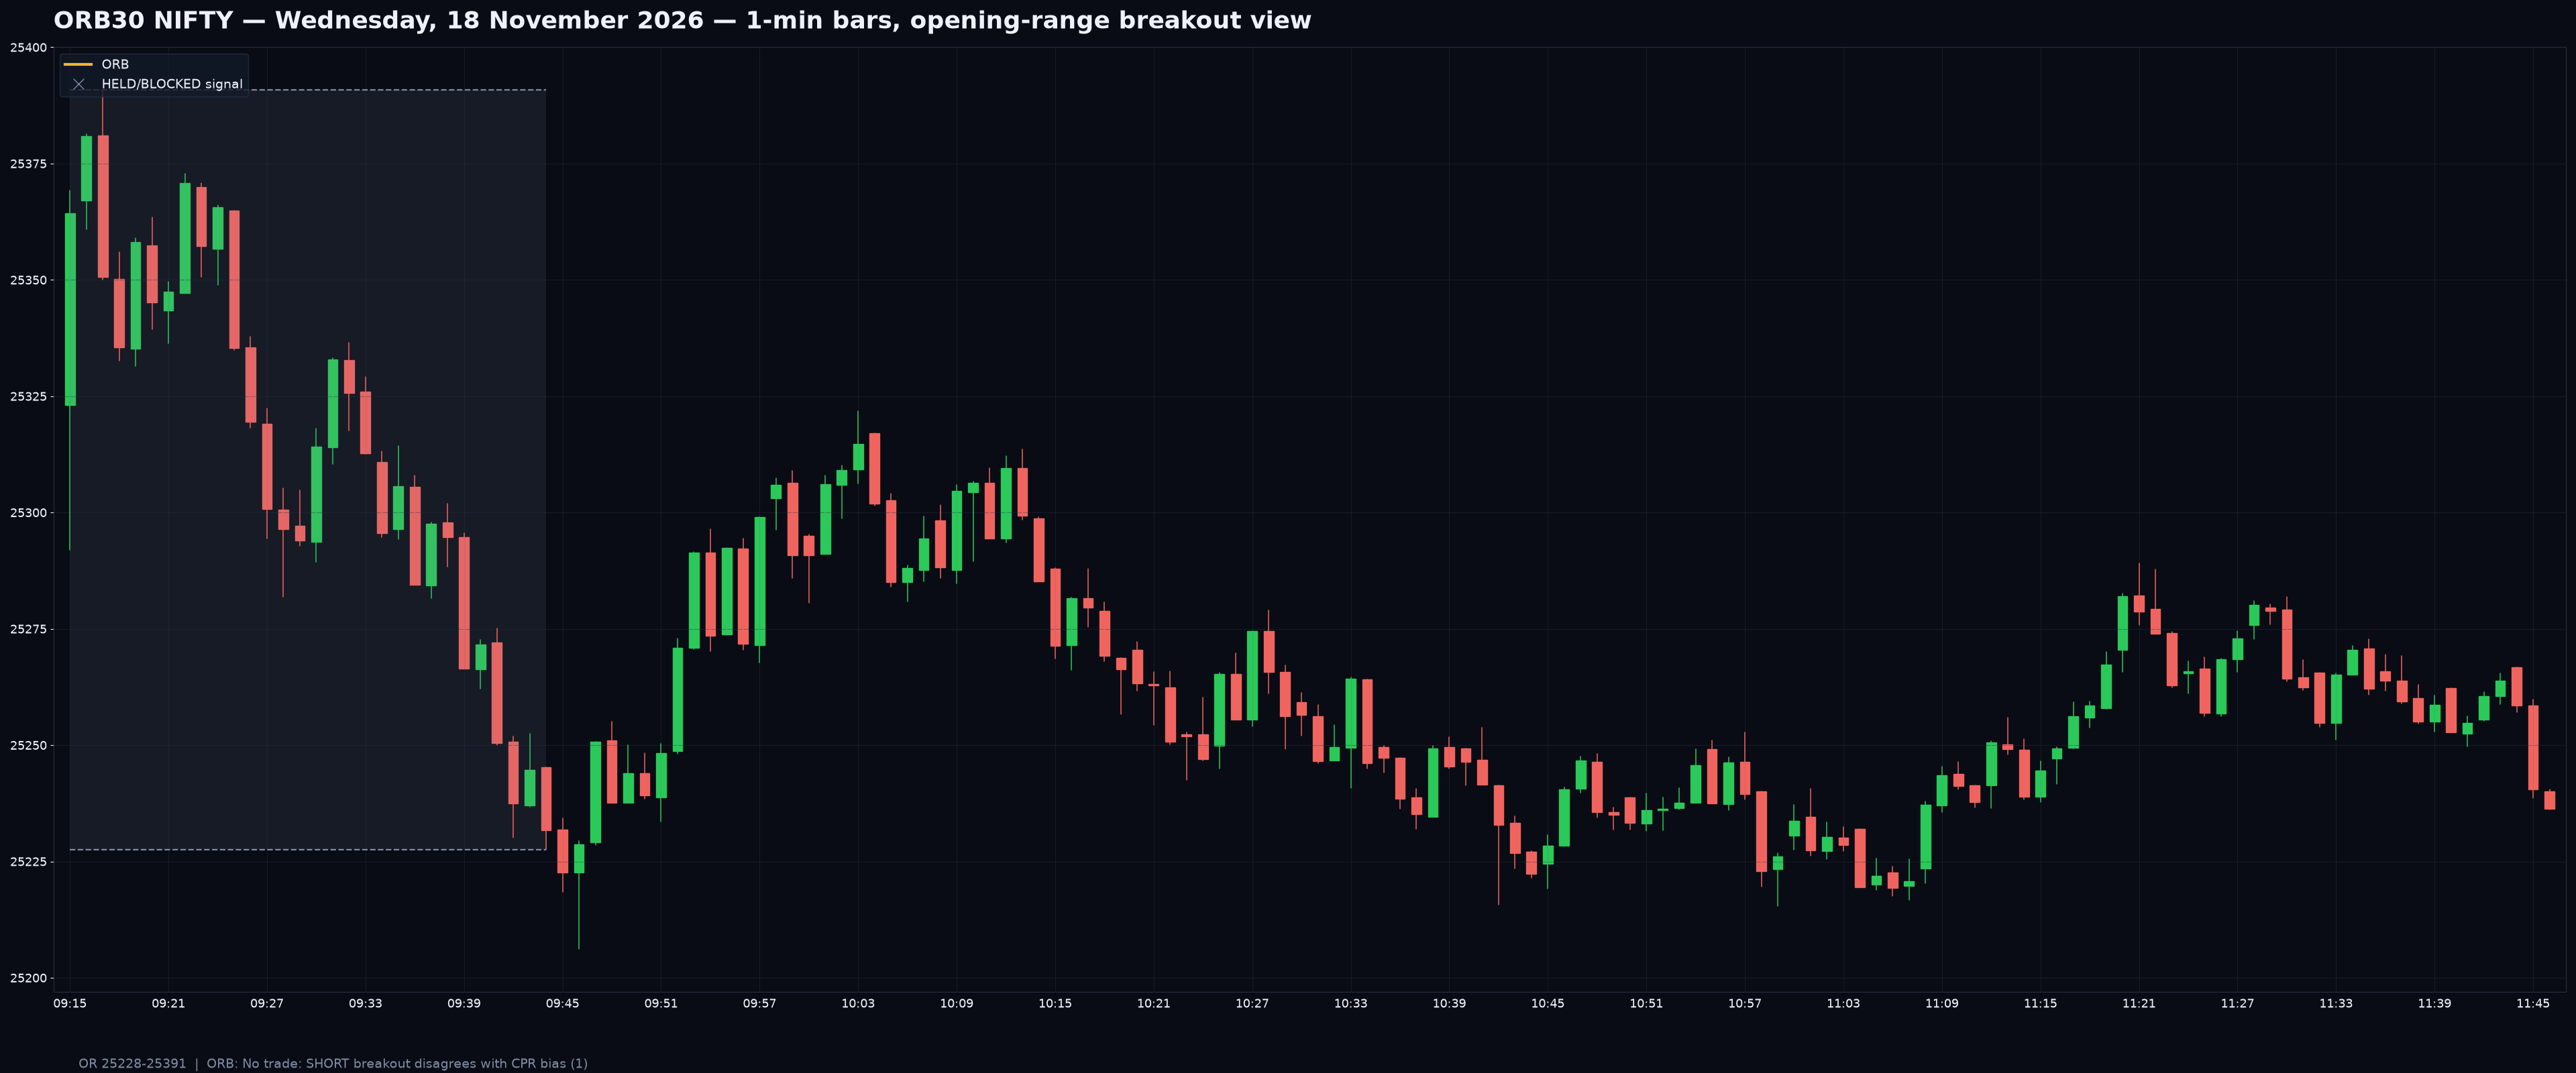 ORB30 NIFTY — Wednesday, 18 November 2026 — 1-min bars, opening-range breakout view
25400
ORB
HELD/BLOCKED signal
25375
25350
25325
25300
25275
25250
25225
25200
09:15 09:21 09:27 09:33 09:39 09:45 09:51 09:57 10:03 10:09 10:15 10:21 10:27 10:33 10:39 10:45 10:51 10:57 11:03 11:09 11:15 11:21 11:27 11:33 11:39 11:45
OR 25228-25391 | ORB: No trade: SHORT breakout disagrees with CPR bias (1)